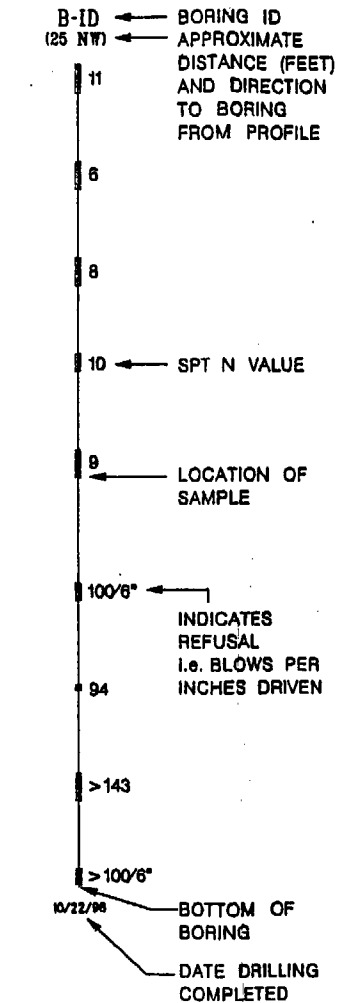 B-ID BORING ID
(25 NW) APPROXIMATE
DISTANCE (FEET)
AND DIRECTION
TO BORING
FROM PROFILE
11
6
8
10 SPT N VALUE
9
LOCATION OF
SAMPLE
100/6"
INDICATES
REFUSAL
i.e. BLOWS PER
INCHES DRIVEN
94
>143
>100/6"
10/22/96
BOTTOM OF
BORING
DATE DRILLING
COMPLETED